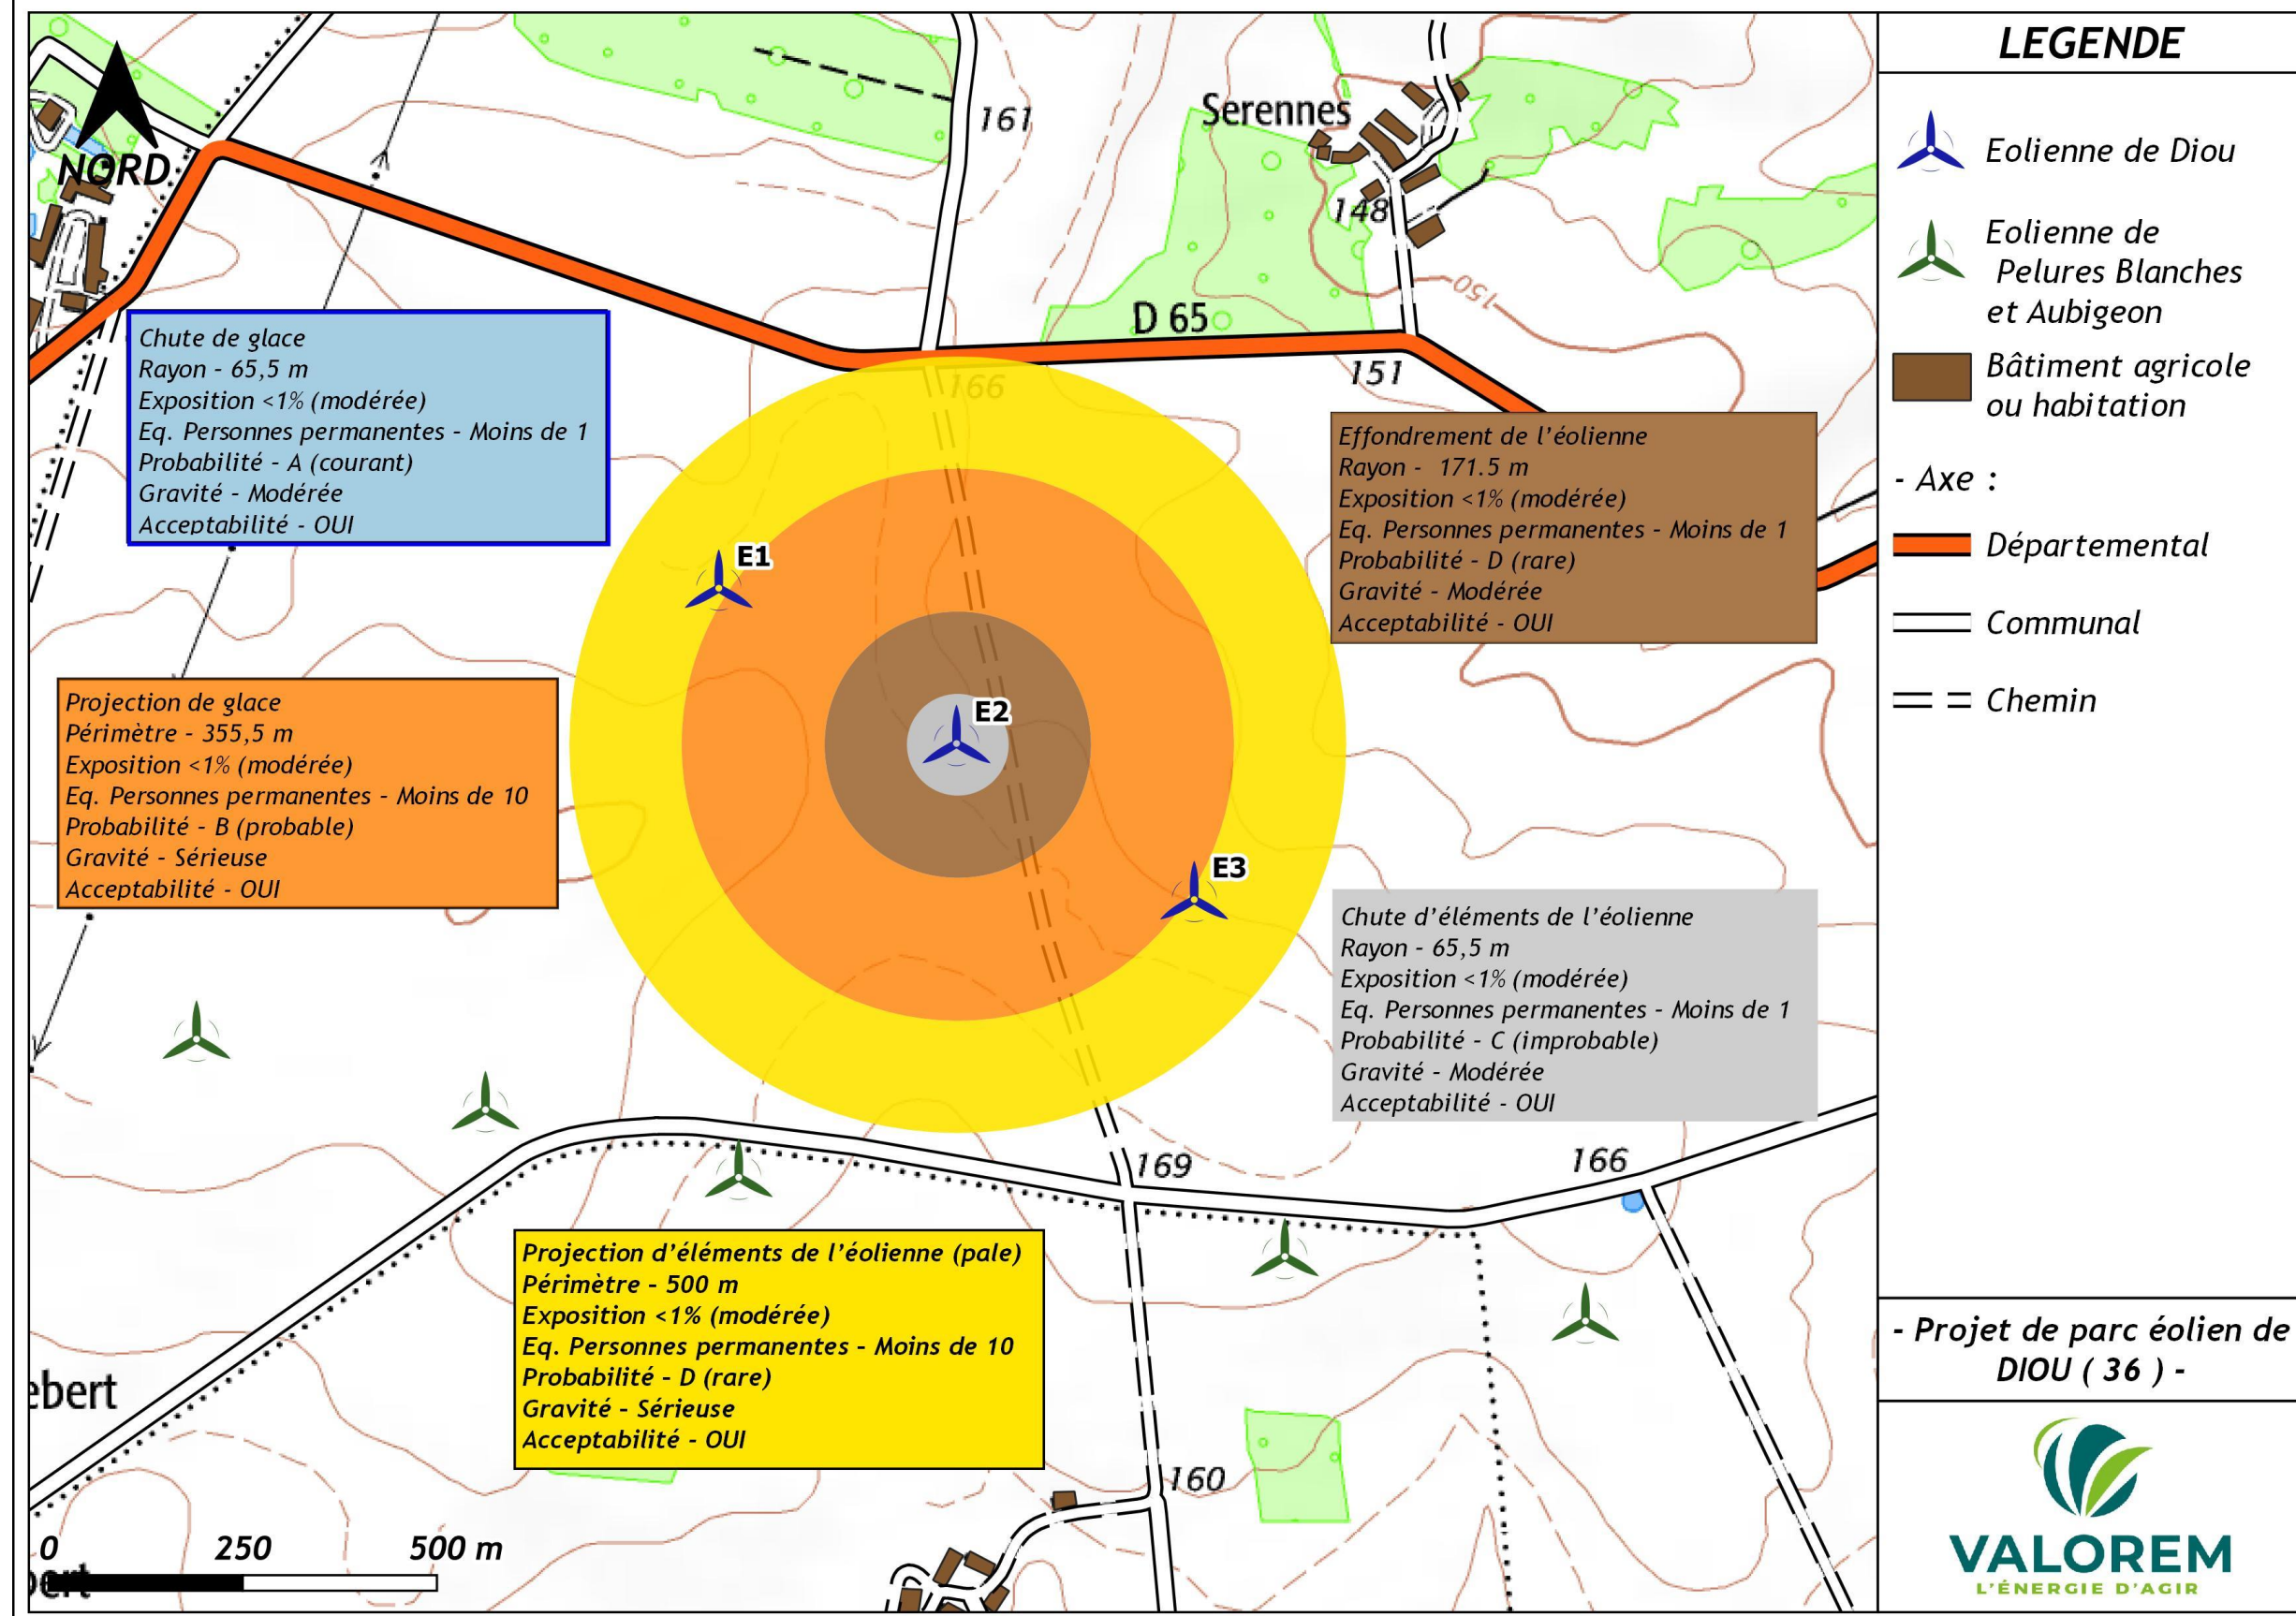 LEGENDE
Eolienne de Diou
Eolienne de
Pelures Blanches
et Aubigeon
Bâtiment agricole
ou habitation
- Axe :
Départemental
Communal
Chemin
- Projet de parc éolien de
DIOU ( 36 ) -
VALOREM
L'ÉNERGIE D'AGIR
NORD
161
Serennes
148
150
D 65
151
166
Chute de glace
Rayon - 65,5 m
Exposition <1% (modérée)
Eq. Personnes permanentes - Moins de 1
Probabilité - A (courant)
Gravité - Modérée
Acceptabilité - OUI
Effondrement de l'éolienne
Rayon - 171.5 m
Exposition <1% (modérée)
Eq. Personnes permanentes - Moins de 1
Probabilité - D (rare)
Gravité - Modérée
Acceptabilité - OUI
E1
E2
E3
Projection de glace
Périmètre - 355,5 m
Exposition <1% (modérée)
Eq. Personnes permanentes - Moins de 10
Probabilité - B (probable)
Gravité - Sérieuse
Acceptabilité - OUI
Chute d'éléments de l'éolienne
Rayon - 65,5 m
Exposition <1% (modérée)
Eq. Personnes permanentes - Moins de 1
Probabilité - C (improbable)
Gravité - Modérée
Acceptabilité - OUI
169
166
Projection d'éléments de l'éolienne (pale)
Périmètre - 500 m
Exposition <1% (modérée)
Eq. Personnes permanentes - Moins de 10
Probabilité - D (rare)
Gravité - Sérieuse
Acceptabilité - OUI
ebert
160
0 250 500 m